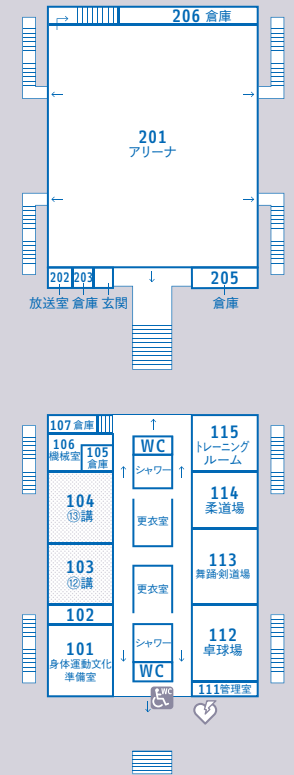 206 倉庫
201
アリーナ
202 203
205
放送室 倉庫 玄関
倉庫
107 倉庫
106
機械室
105
倉庫
WC
シャワー
115
トレーニング
ルーム
104
⑬講
更衣室
114
柔道場
103
⑫講
更衣室
113
舞踊・剣道場
102
101
身体運動文化
準備室
シャワー
WC
112
卓球場
WC
111管理室